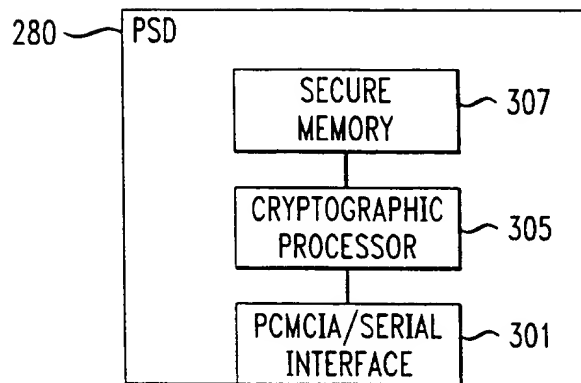 280
PSD
SECURE
MEMORY
307
CRYPTOGRAPHIC
PROCESSOR
305
PCMCIA/SERIAL
INTERFACE
301